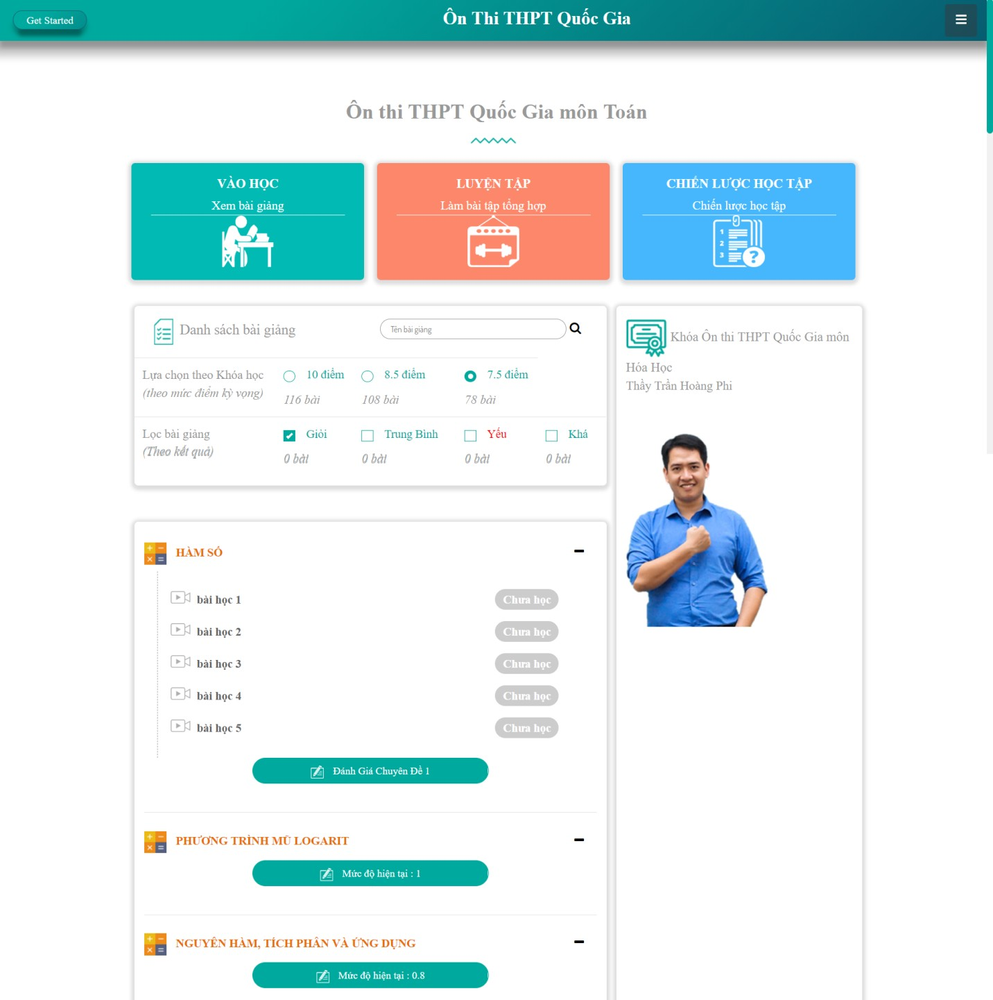 Get Started
Ôn Thi THPT Quốc Gia
Ôn thi THPT Quốc Gia môn Toán
VÀO HỌC
Xem bài giảng
LUYỆN TẬP
Làm bài tập tổng hợp
CHIẾN LƯỢC HỌC TẬP
Chiến lược học tập
1
2
3
?
Danh sách bài giảng
Tên bài giảng
Lựa chọn theo Khóa học
(theo mức điểm kỳ vọng)
10 điểm
8.5 điểm
7.5 điểm
116 bài
108 bài
78 bài
Lọc bài giảng
(Theo kết quả)
Giỏi
Trung Bình
Yếu
Khá
0 bài
0 bài
0 bài
0 bài
Khóa Ôn thi THPT Quốc Gia môn
Hóa Học
Thầy Trần Hoàng Phi
HÀM SỐ
bài học 1
Chưa học
bài học 2
Chưa học
bài học 3
Chưa học
bài học 4
Chưa học
bài học 5
Chưa học
Đánh Giá Chuyên Đề 1
PHƯƠNG TRÌNH MŨ LOGARIT
Mức độ hiện tại : 1
NGUYÊN HÀM, TÍCH PHÂN VÀ ỨNG DỤNG
Mức độ hiện tại : 0.8